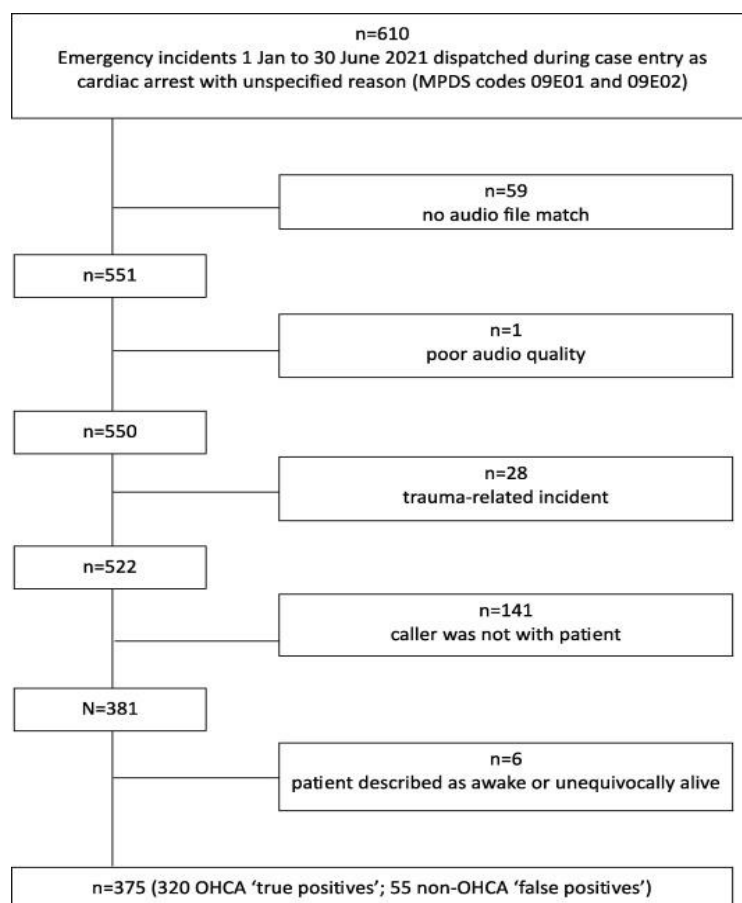 n=610
Emergency incidents 1 Jan to 30 June 2021 dispatched during case entry as
cardiac arrest with unspecified reason (MPDS codes 09E01 and 09E02)
n=59
no audio file match
n=551
n=1
poor audio quality
n=550
n=28
trauma-related incident
n=522
n=141
caller was not with patient
N=381
n=6
patient described as awake or unequivocally alive
n=375 (320 OHCA ‘true positives’; 55 non-OHCA ‘false positives’)